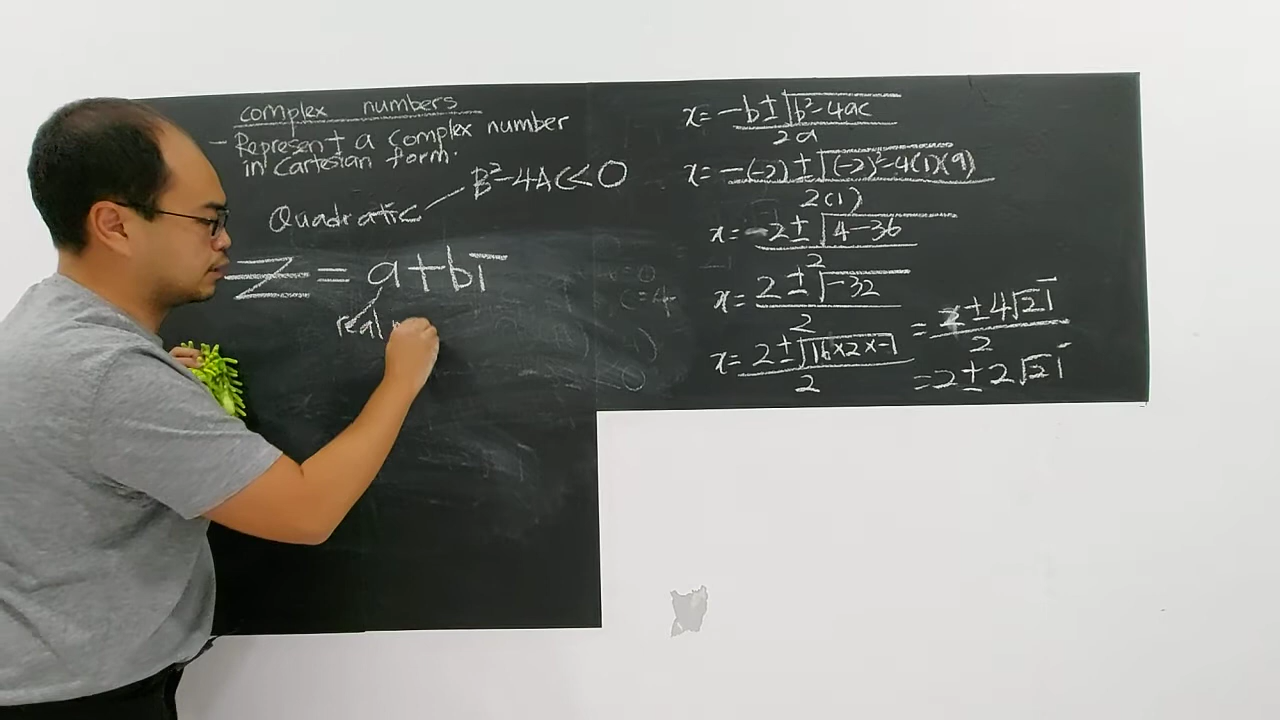 complex numbers
- Represent a complex number
in Cartesian form.
Quadratic
B²-4AC<0
Z = a+bi
real
x= -b±√b²-4ac
2a
x= -(-2)±√(-2)²-4(1)(9)
2(1)
x= 2±√4-36
2
x= 2±√-32
2
x= 2±√16×2×-1
2
= 2±4√2i
2
=2±2√2i